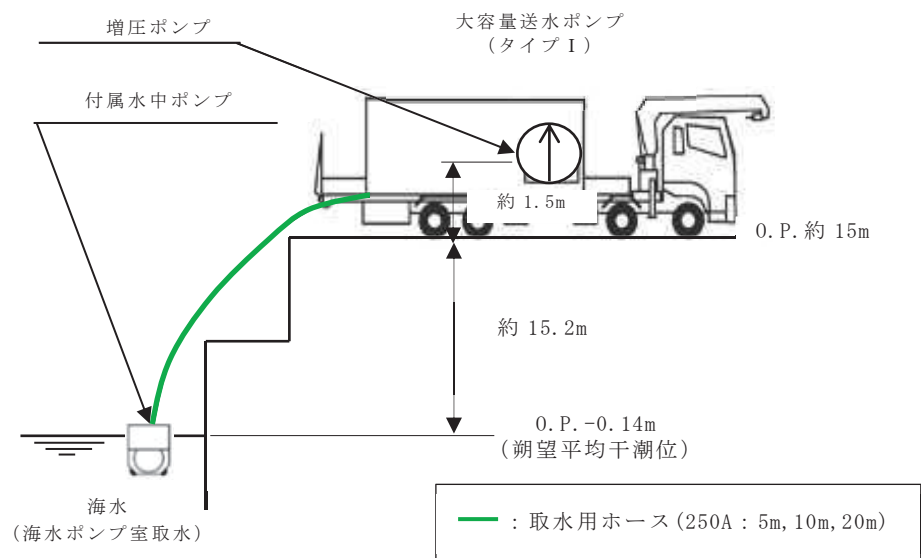 増圧ポンプ
大容量送水ポンプ
(タイプⅠ)
付属水中ポンプ
約 1.5m
O.P.約 15m
約 15.2m
O.P.-0.14m
(朔望平均干潮位)
海水
(海水ポンプ室取水)
:取水用ホース(250A:5m,10m,20m)